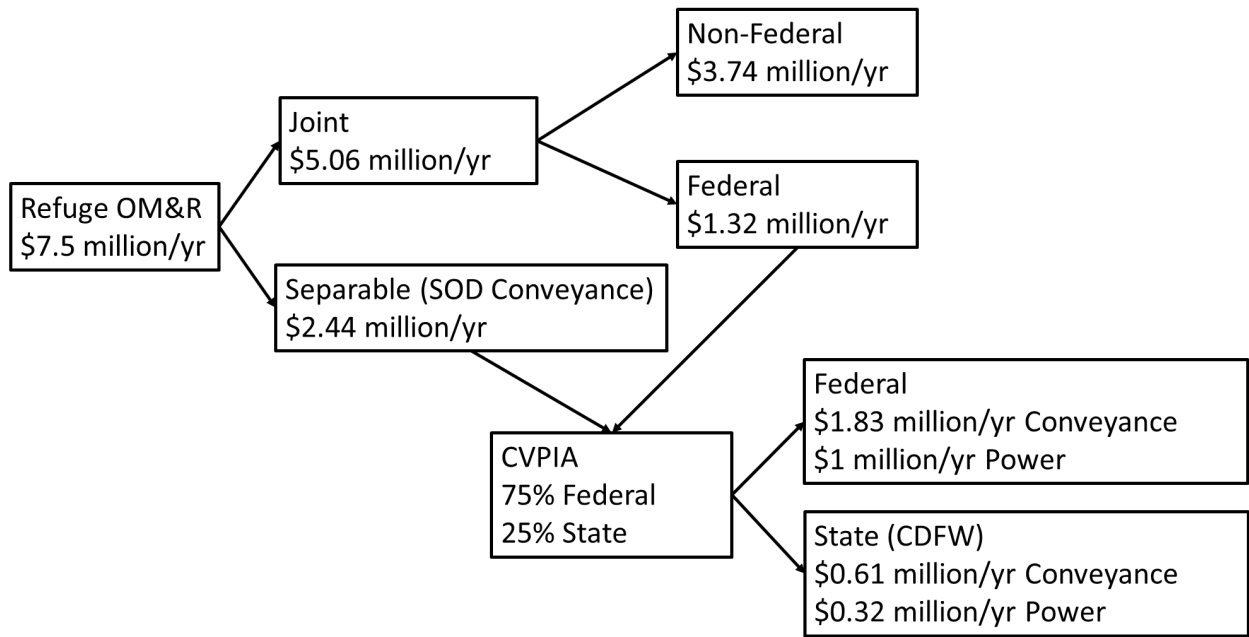 Non-Federal
$3.74 million/yr
Joint
$5.06 million/yr
Federal
$1.32 million/yr
Refuge OM&R
$7.5 million/yr
Separable (SOD Conveyance)
$2.44 million/yr
Federal
$1.83 million/yr Conveyance
$1 million/yr Power
CVPIA
75% Federal
25% State
State (CDFW)
$0.61 million/yr Conveyance
$0.32 million/yr Power